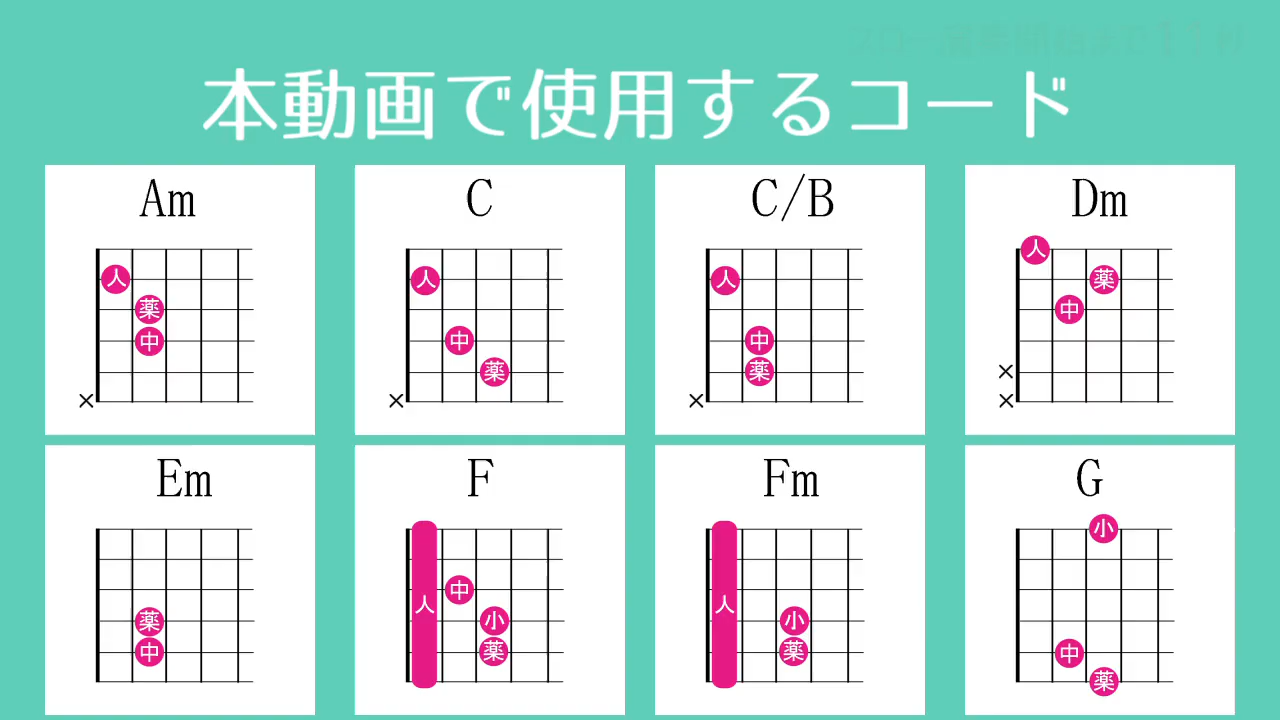 本動画で使用するコード
Am
C
C/B
Dm
人
薬
中
×
人
中
薬
×
人
中
薬
×
人
薬
中
×
×
Em
F
Fm
G
薬
中
人
中
小
薬
人
小
薬
小
中
薬